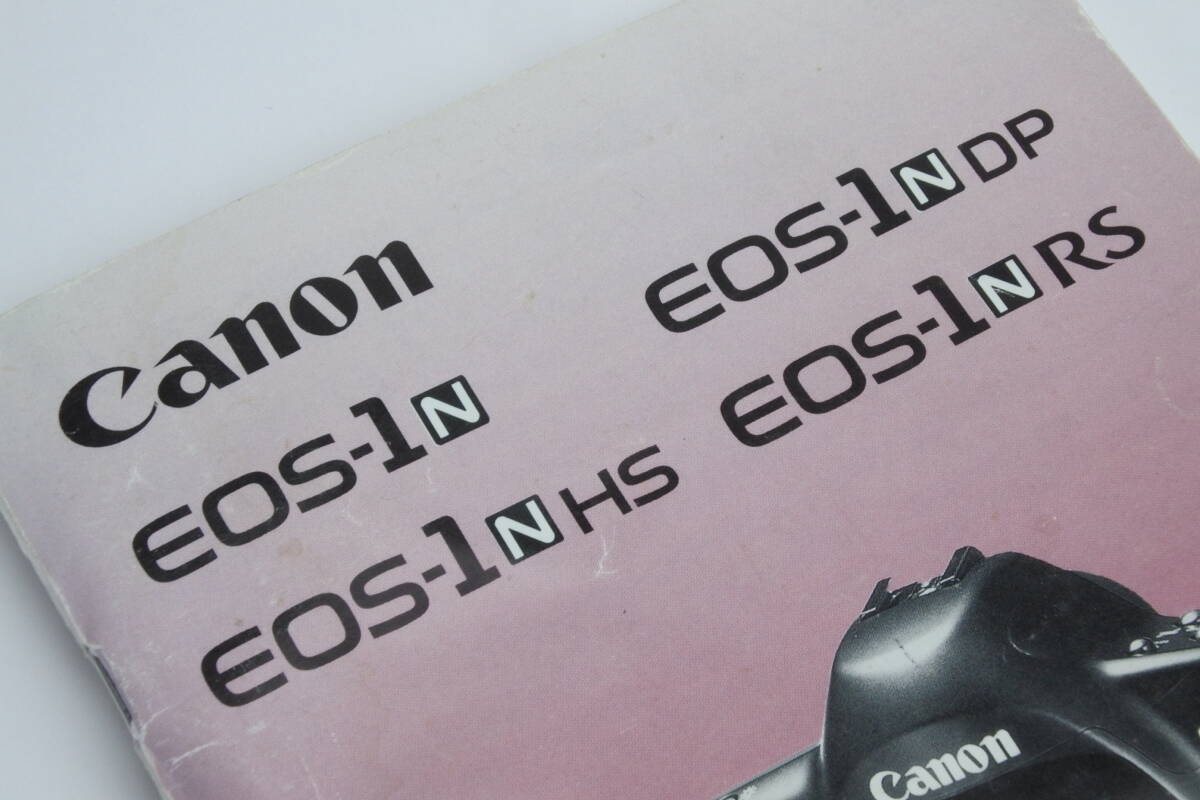 Canon
EOS-1N
EOS-1N HS
EOS-1N DP
EOS-1N RS
Canon